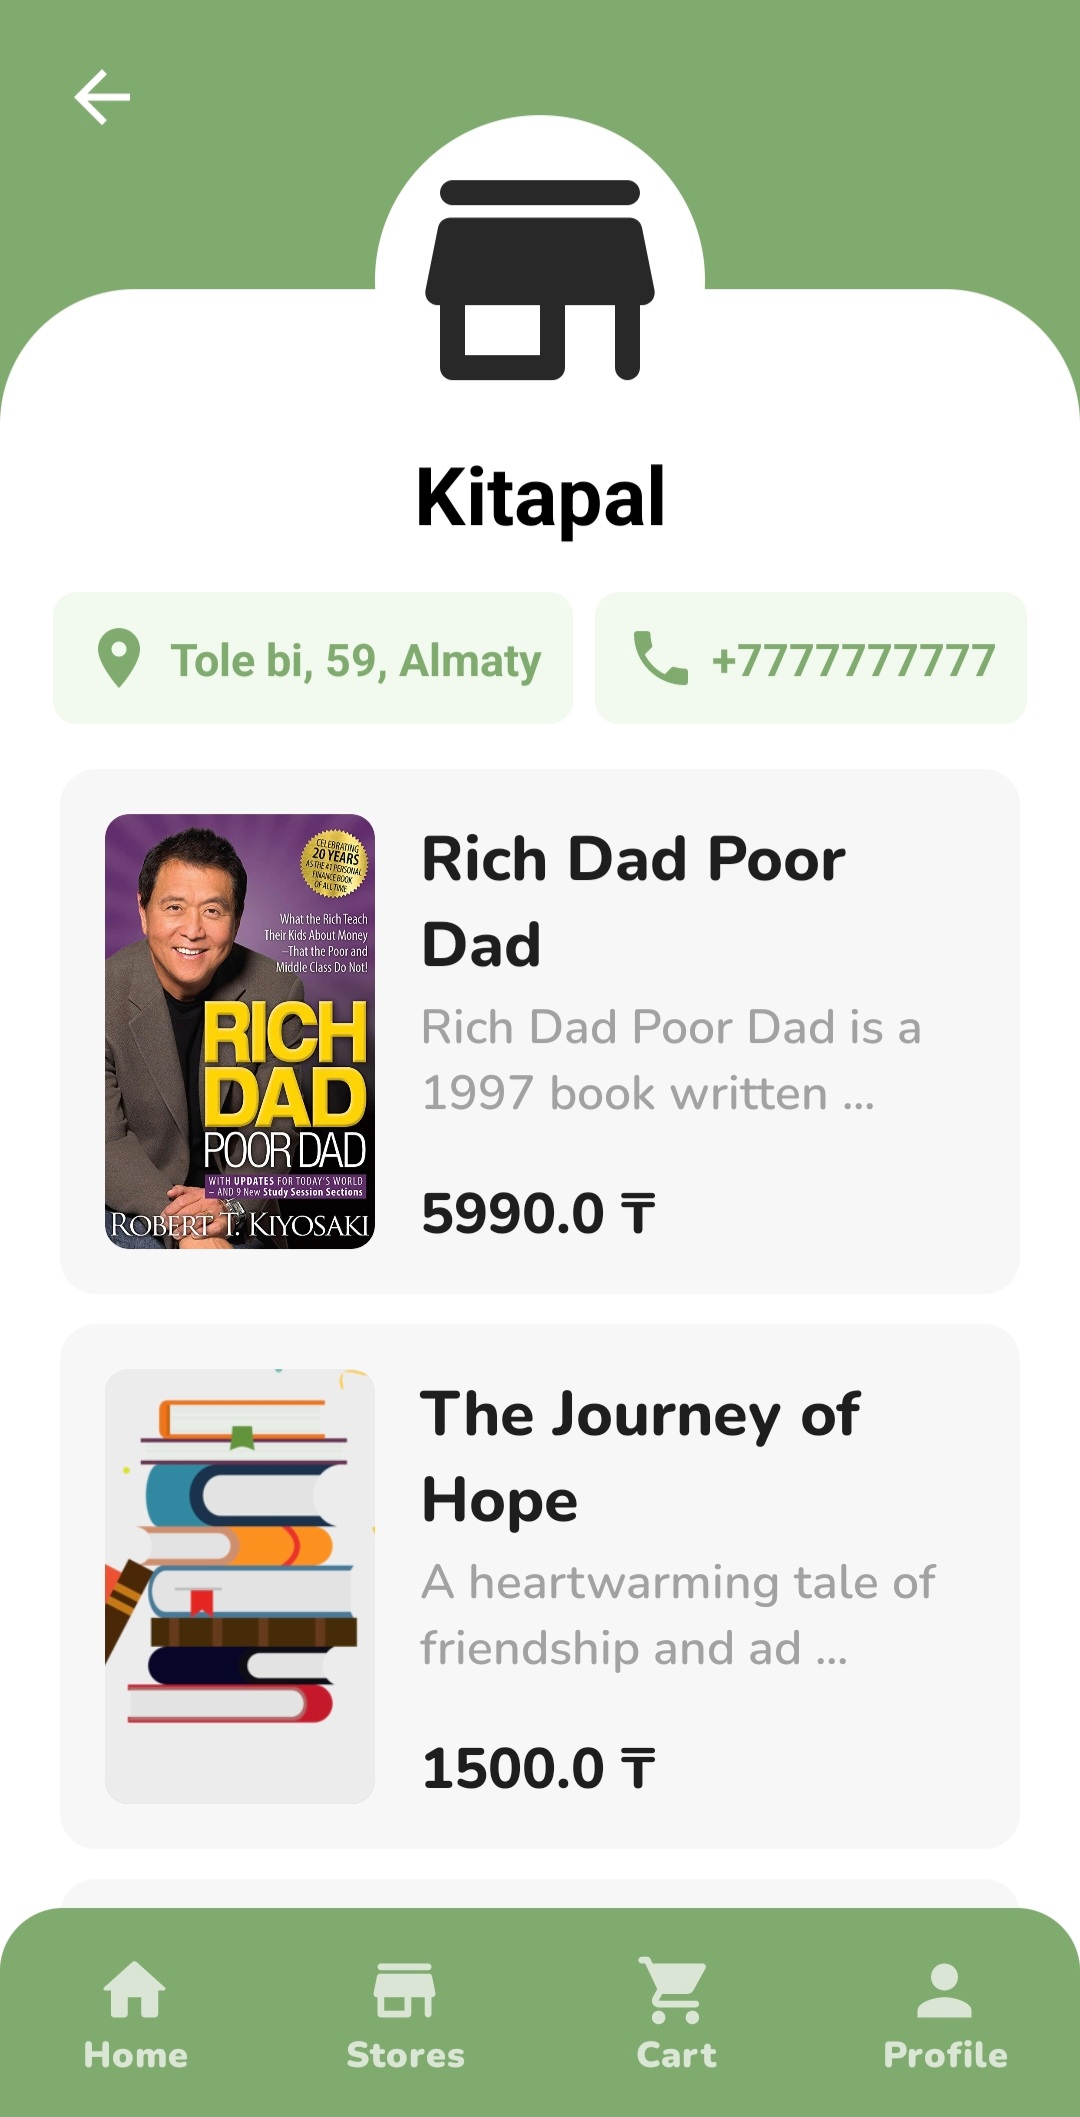 Kitapal
Tole bi, 59, Almaty
+7777777777
CELEBRATING
20 YEARS
AS THE #1 PERSONAL
FINANCE BOOK
OF ALL TIME
What the Rich Teach
Their Kids About Money
–That the Poor and
Middle Class Do Not!
RICH
DAD
POOR DAD
WITH UPDATES FOR TODAY'S WORLD
– AND 9 New Study Session Sections
ROBERT T. KIYOSAKI
Rich Dad Poor
Dad
Rich Dad Poor Dad is a
1997 book written ...
5990.0 ₸
The Journey of
Hope
A heartwarming tale of
friendship and ad ...
1500.0 ₸
Home
Stores
Cart
Profile